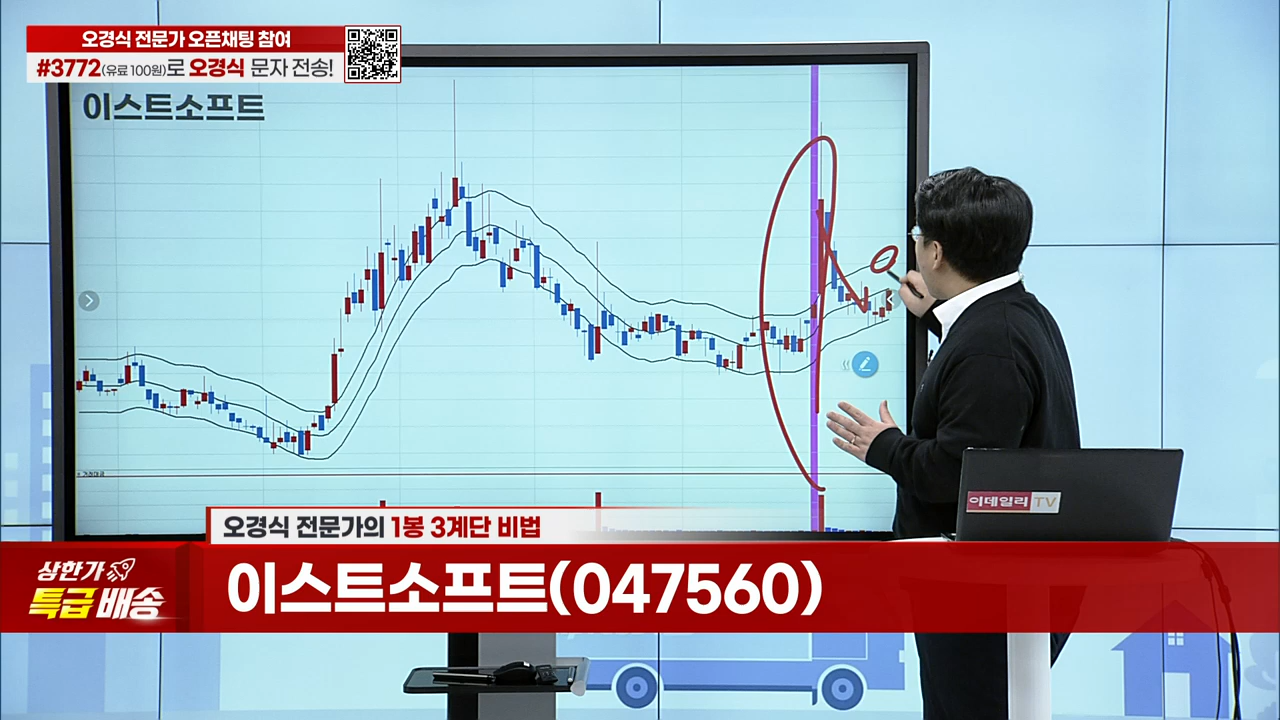 오경식 전문가 오픈채팅 참여
#3772(유료 100원)로 오경식 문자 전송!
이스트소프트
이데일리TV
오경식 전문가의 1봉 3계단 비법
상한가
특급배송
이스트소프트(047560)